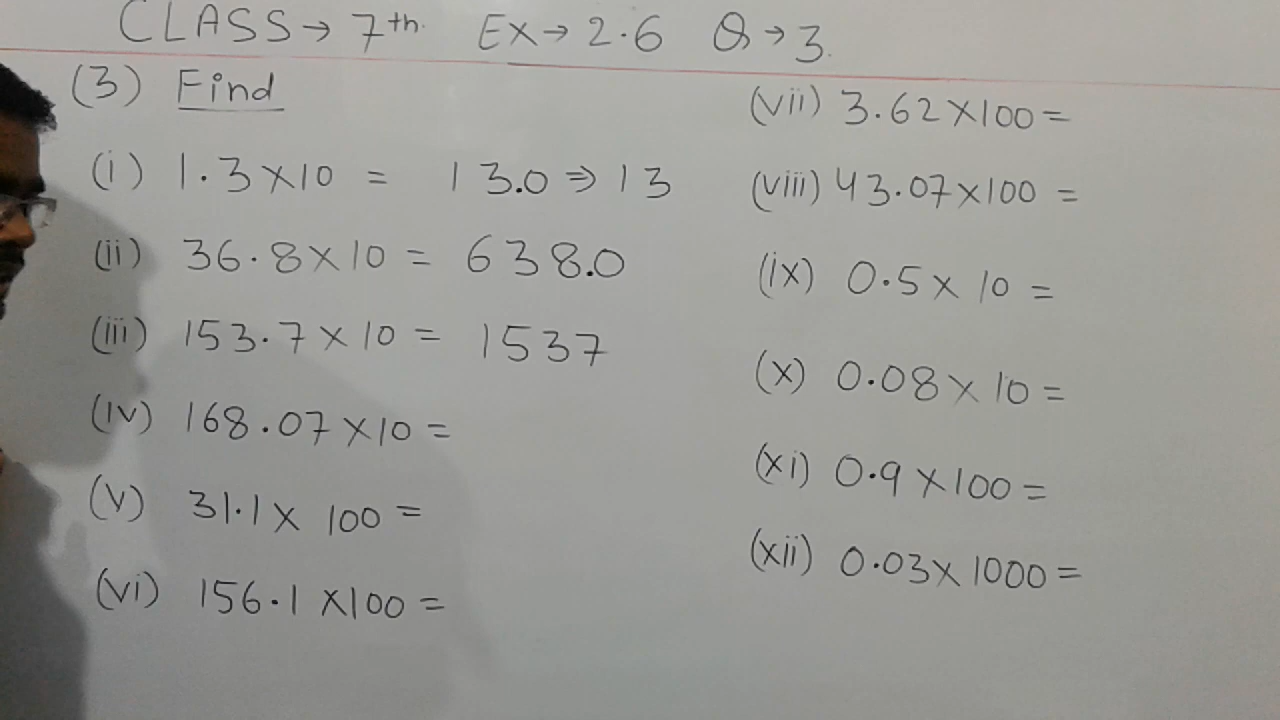 CLASS → 7th. EX → 2.6 Q → 3.
(3) Find
(i) 1.3 × 10 = 13.0 ⇒ 13
(ii) 36.8 × 10 = 638.0
(iii) 153.7 × 10 = 1537
(iv) 168.07 × 10 =
(v) 31.1 × 100 =
(vi) 156.1 × 100 =
(vii) 3.62 × 100 =
(viii) 43.07 × 100 =
(ix) 0.5 × 10 =
(x) 0.08 × 10 =
(xi) 0.9 × 100 =
(xii) 0.03 × 1000 =